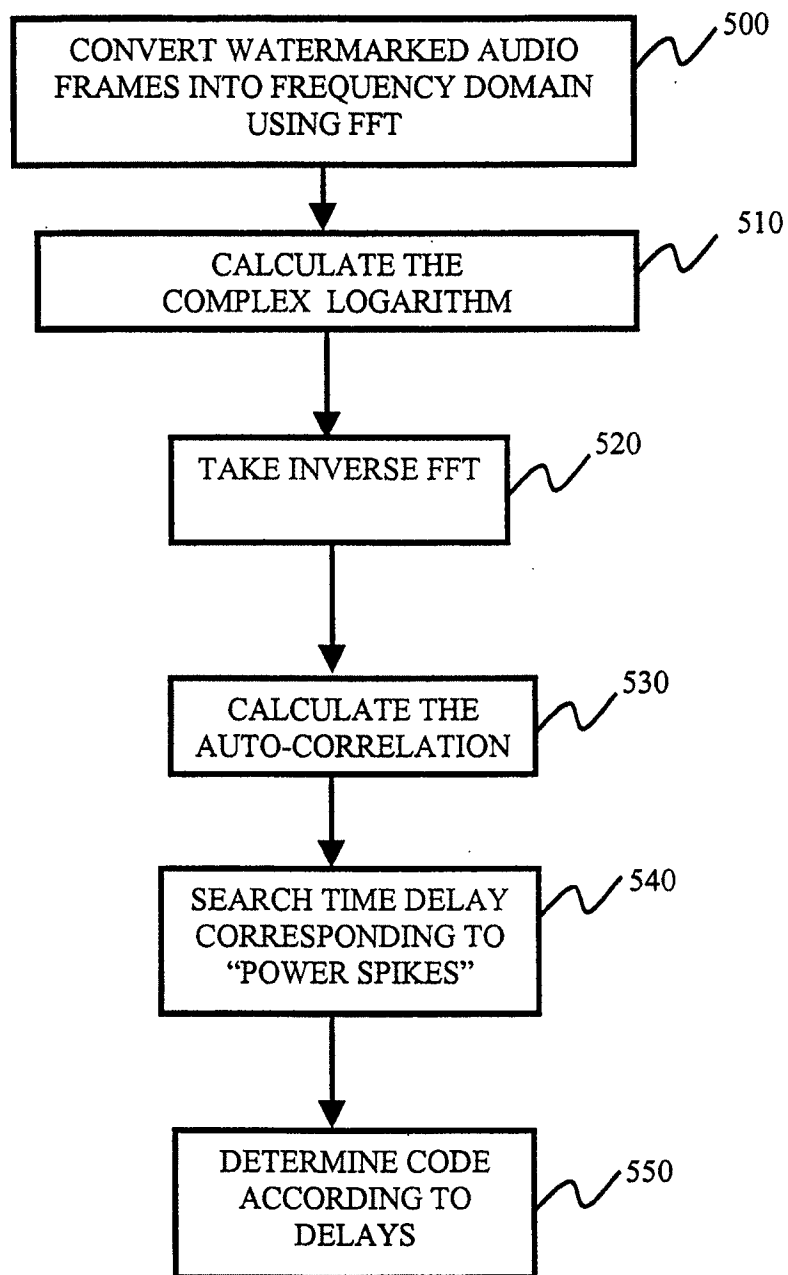 CONVERT WATERMARKED AUDIO
FRAMES INTO FREQUENCY DOMAIN
USING FFT
500
CALCULATE THE
COMPLEX LOGARITHM
510
TAKE INVERSE FFT
520
CALCULATE THE
AUTO-CORRELATION
530
SEARCH TIME DELAY
CORRESPONDING TO
“POWER SPIKES”
540
DETERMINE CODE
ACCORDING TO
DELAYS
550